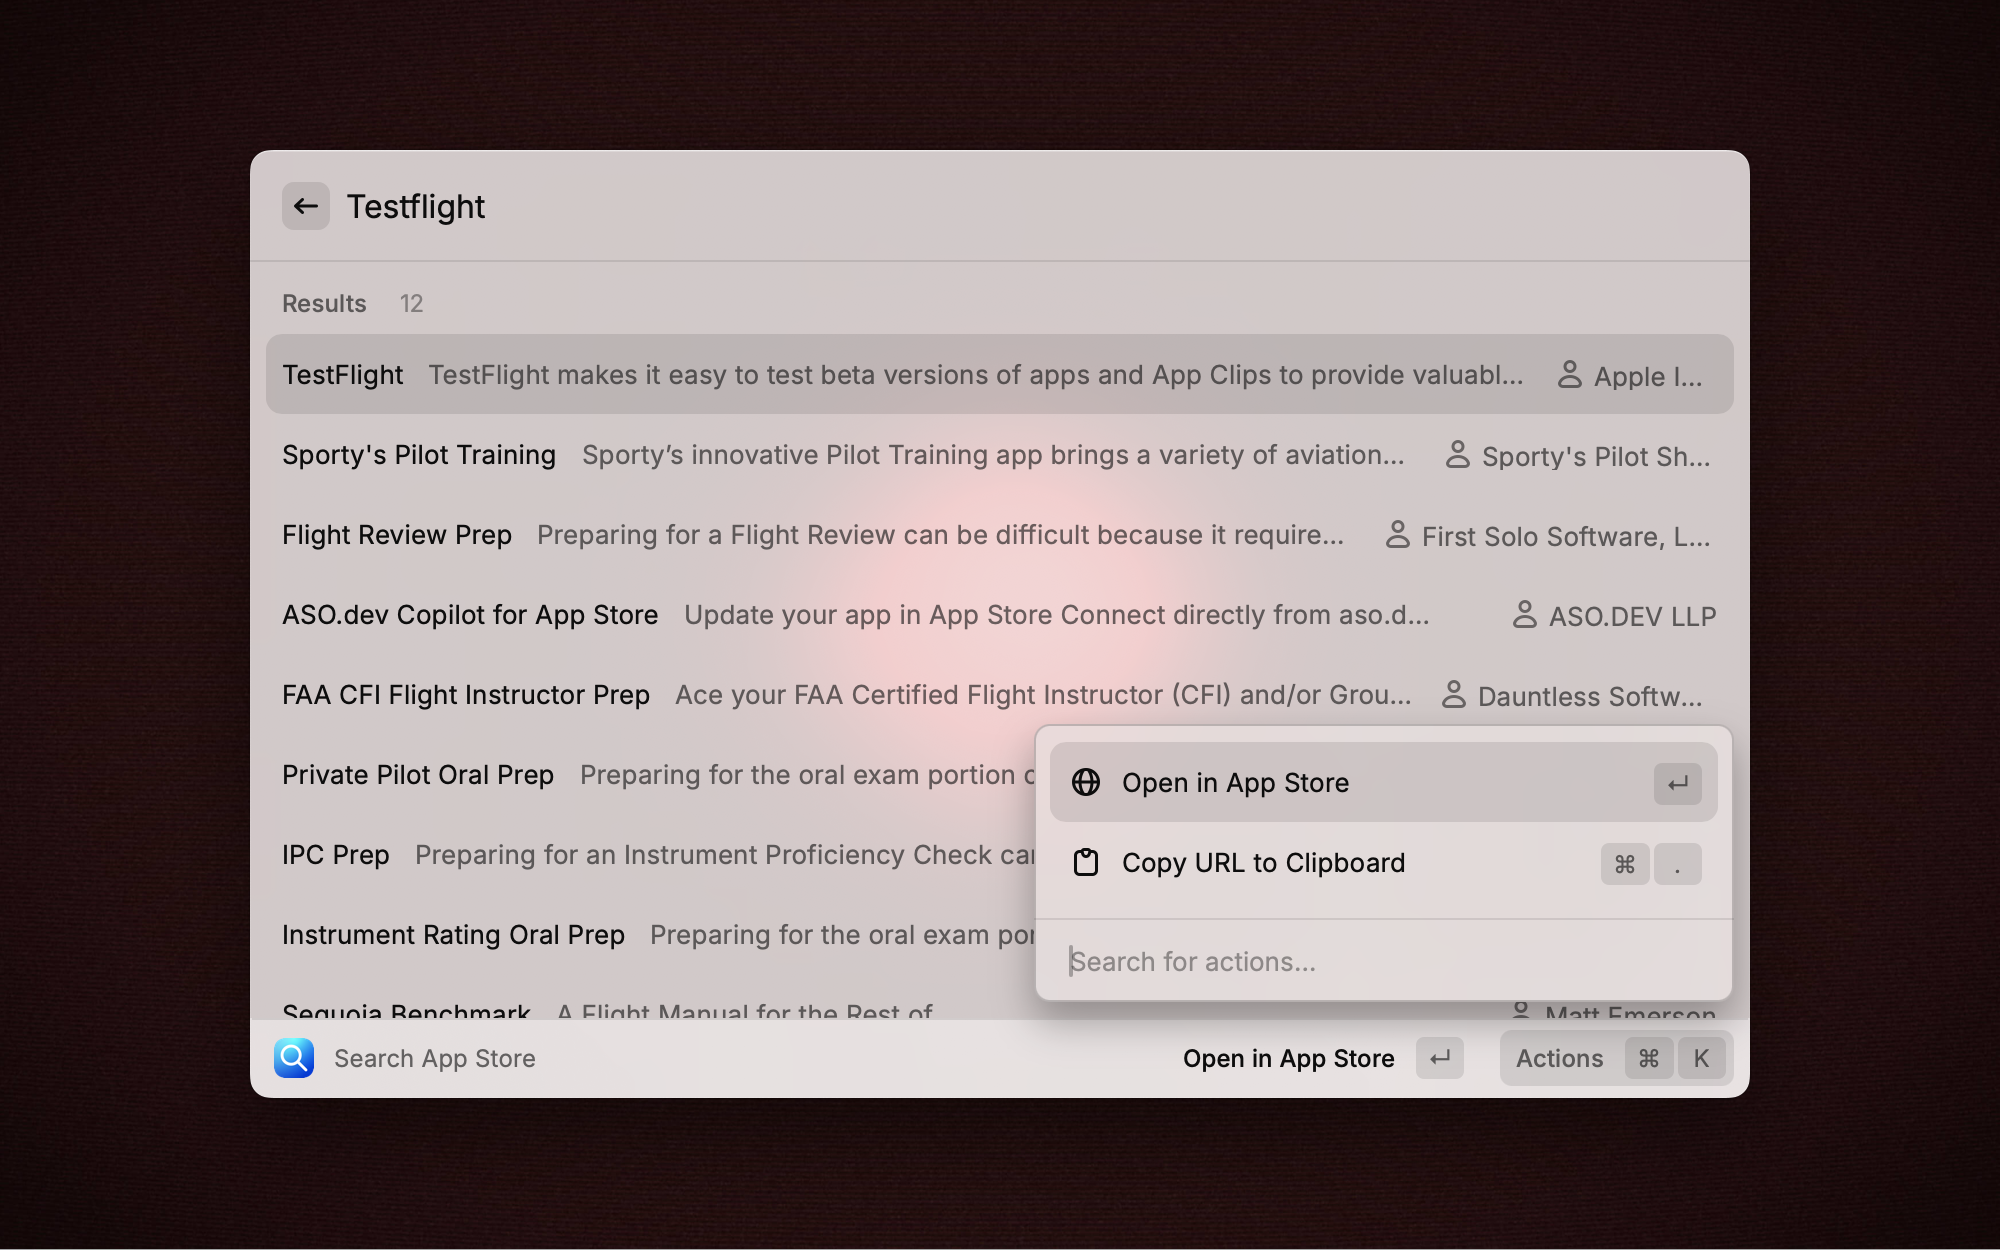 Testflight
Results 12
TestFlight TestFlight makes it easy to test beta versions of apps and App Clips to provide valuabl... Apple I...
Sporty's Pilot Training Sporty’s innovative Pilot Training app brings a variety of aviation... Sporty's Pilot Sh...
Flight Review Prep Preparing for a Flight Review can be difficult because it require... First Solo Software, L...
ASO.dev Copilot for App Store Update your app in App Store Connect directly from aso.d... ASO.DEV LLP
FAA CFI Flight Instructor Prep Ace your FAA Certified Flight Instructor (CFI) and/or Grou... Dauntless Softw...
Private Pilot Oral Prep Preparing for the oral exam portion
Open in App Store ↵
IPC Prep Preparing for an Instrument Proficiency Check
Copy URL to Clipboard ⌘ .
Instrument Rating Oral Prep Preparing for the oral exam
Search for actions...
Sequoia Benchmark A Flight Manual for the Rest of Matt Emerson
Search App Store Open in App Store ↵ Actions ⌘ K